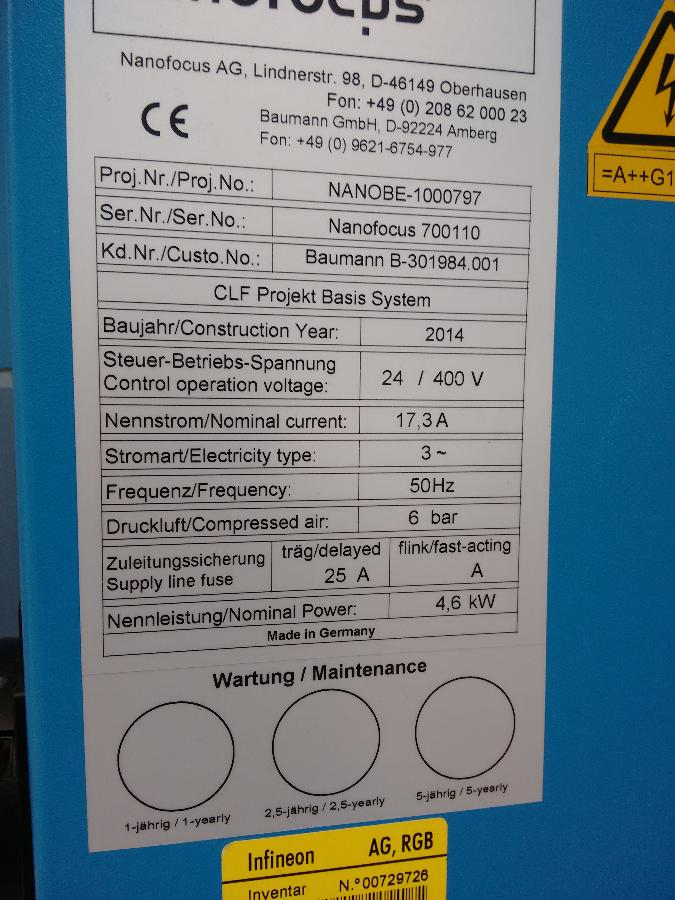 nanofocus
Nanofocus AG, Lindnerstr. 98, D-46149 Oberhausen
Fon: +49 (0) 208 62 000 23
CE
Baumann GmbH, D-92224 Amberg
Fon: +49 (0) 9621-6754-977
=A++G1
Proj.Nr./Proj.No.: NANOBE-1000797
Ser.Nr./Ser.No.: Nanofocus 700110
Kd.Nr./Custo.No.: Baumann B-301984.001
CLF Projekt Basis System
Baujahr/Construction Year: 2014
Steuer-Betriebs-Spannung
Control operation voltage: 24 / 400 V
Nennstrom/Nominal current: 17,3 A
Stromart/Electricity type: 3 ~
Frequenz/Frequency: 50Hz
Druckluft/Compressed air: 6 bar
Zuleitungssicherung träg/delayed flink/fast-acting
Supply line fuse 25 A A
Nennleistung/Nominal Power: 4,6 kW
Made in Germany
Wartung / Maintenance
1-jährig / 1-yearly 2,5-jährig / 2,5-yearly 5-jährig / 5-yearly
Infineon AG, RGB
Inventar N.º 00729726